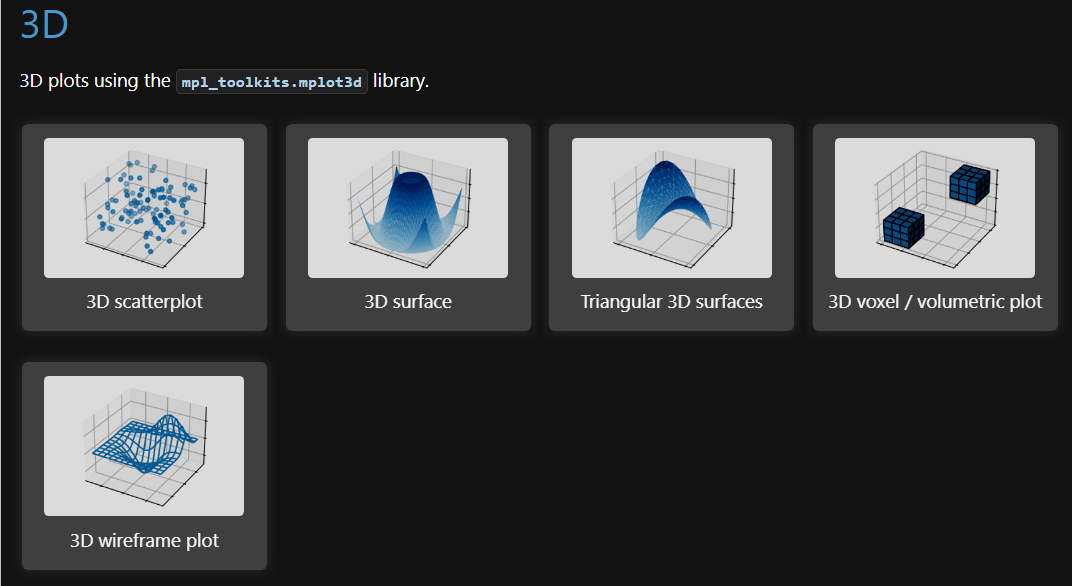 3D
3D plots using the mpl_toolkits.mplot3d library.
3D scatterplot
3D surface
Triangular 3D surfaces
3D voxel / volumetric plot
3D wireframe plot